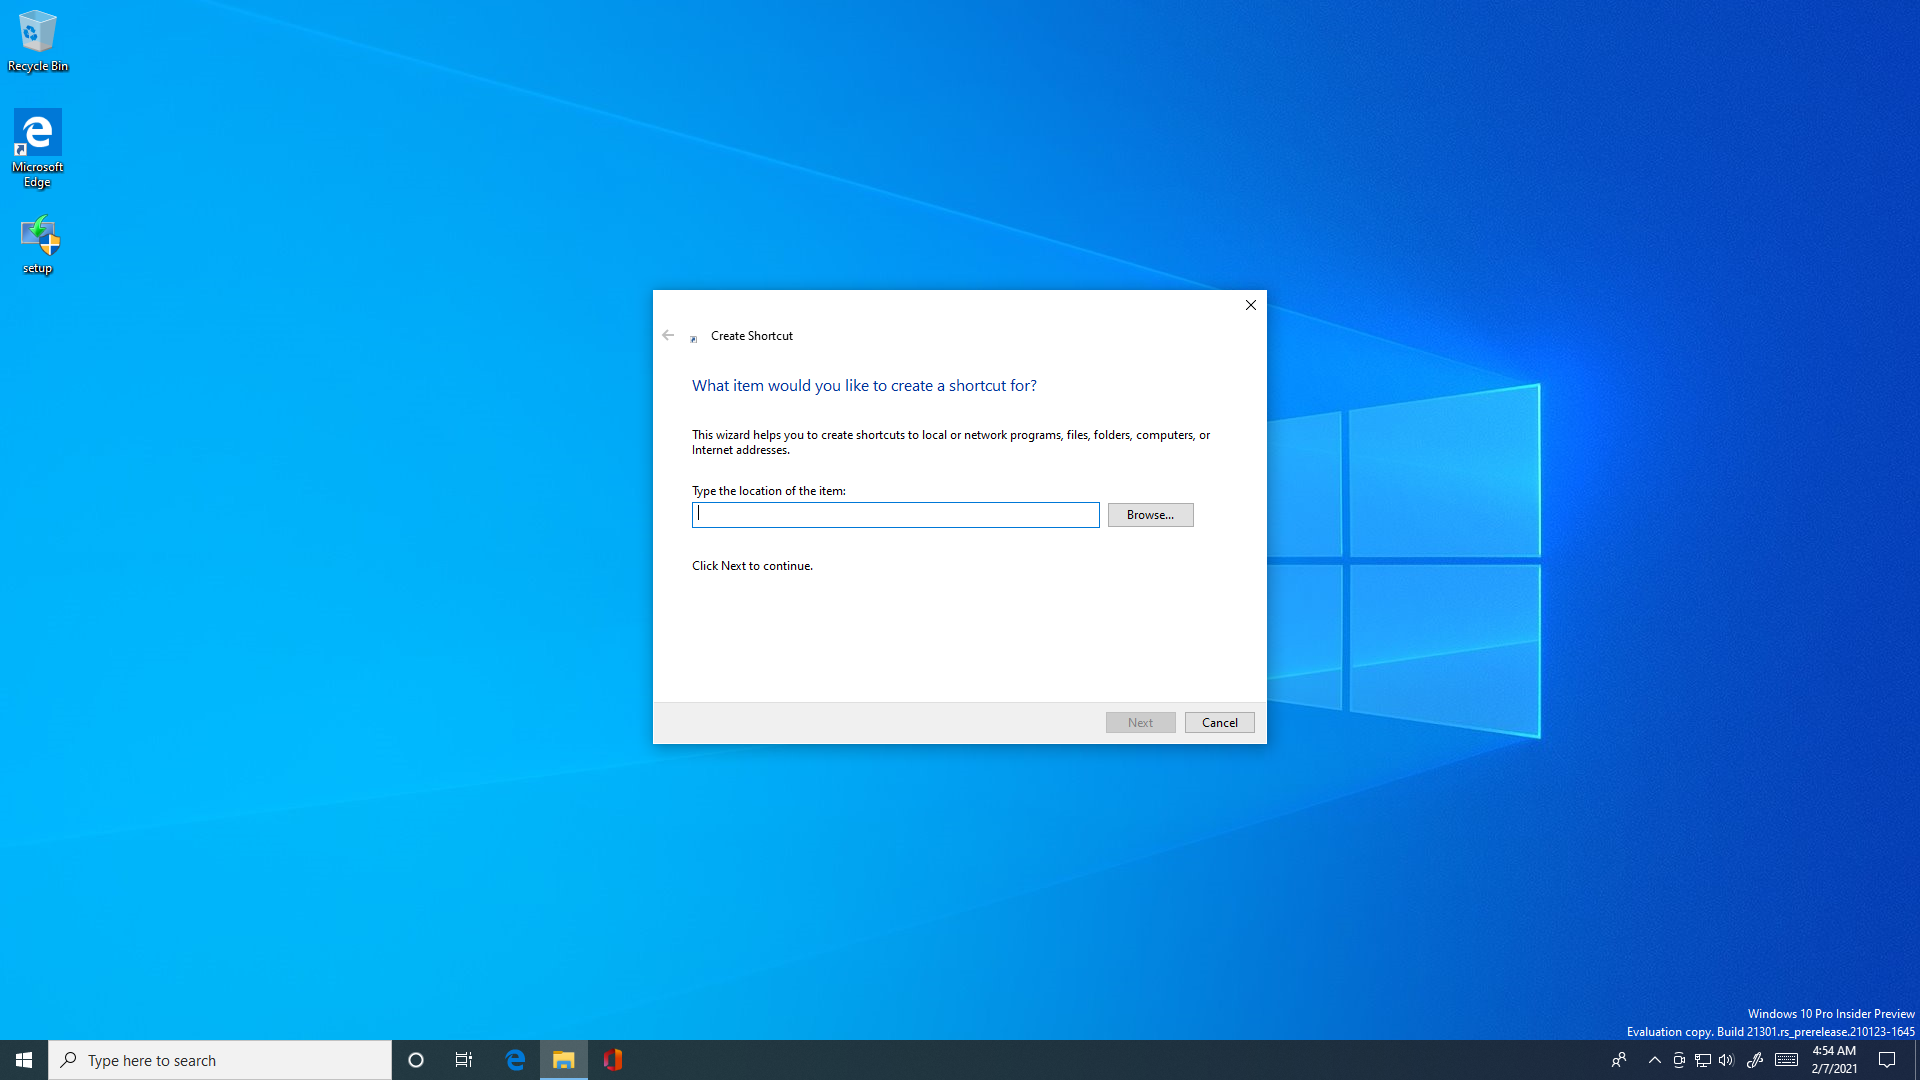 Recycle Bin
Microsoft
Edge
setup
Create Shortcut
What item would you like to create a shortcut for?
This wizard helps you to create shortcuts to local or network programs, files, folders, computers, or
Internet addresses.
Type the location of the item:
Browse...
Click Next to continue.
Next
Cancel
Windows 10 Pro Insider Preview
Evaluation copy. Build 21301.rs_prerelease.210123-1645
Type here to search
4:54 AM
2/7/2021